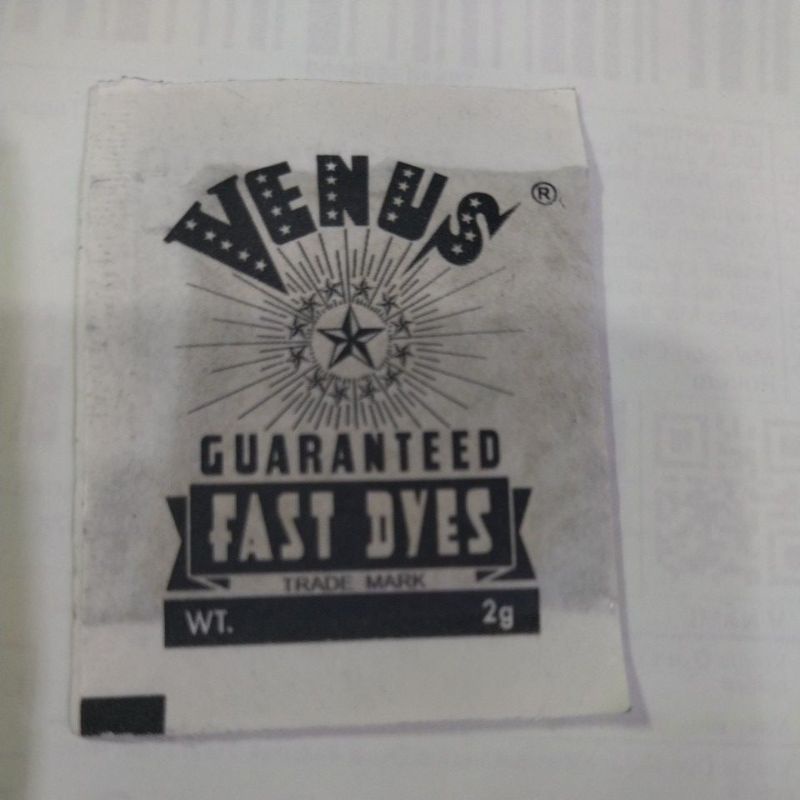 VENUS ®
GUARANTEED
FAST DYES
TRADE MARK
WT. 2g